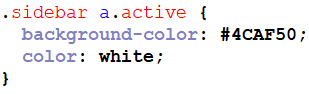 .sidebar a.active {
  background-color: #4CAF50;
  color: white;
}